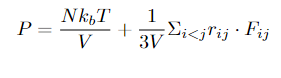 P = \frac{Nk_bT}{V} + \frac{1}{3V} \Sigma_{i<j} r_{ij} \cdot F_{ij}